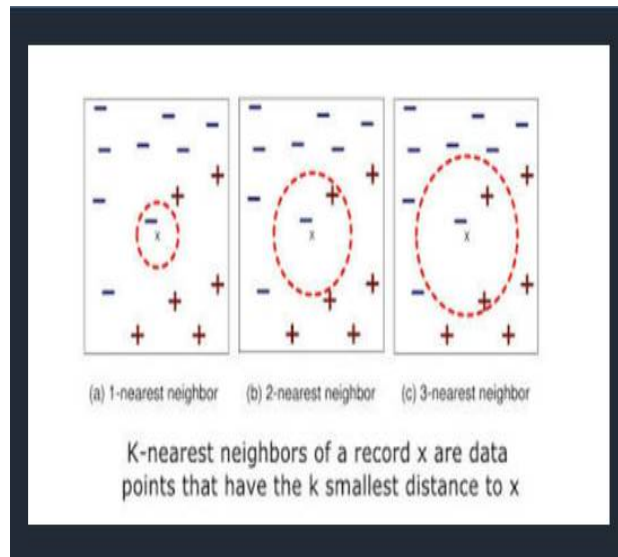 x
x
x
(a) 1-nearest neighbor
(b) 2-nearest neighbor
(c) 3-nearest neighbor
K-nearest neighbors of a record x are data
points that have the k smallest distance to x